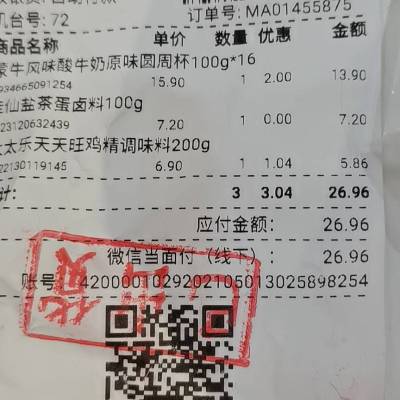 机台号: 72
订单号: MA01455875
商品名称 单价 数量 优惠 金额
蒙牛风味酸牛奶原味圆周杯100g*16
934665091254 15.90 1 2.00 13.90
仙盐茶蛋卤料100g
23120632439 7.20 1 0.00 7.20
太太乐天天旺鸡精调味料200g
22130119145 6.90 1 1.04 5.86
计: 3 3.04 26.96
应付金额: 26.96
微信当面付（线下）: 26.96
账号 4200001029202105013025898254